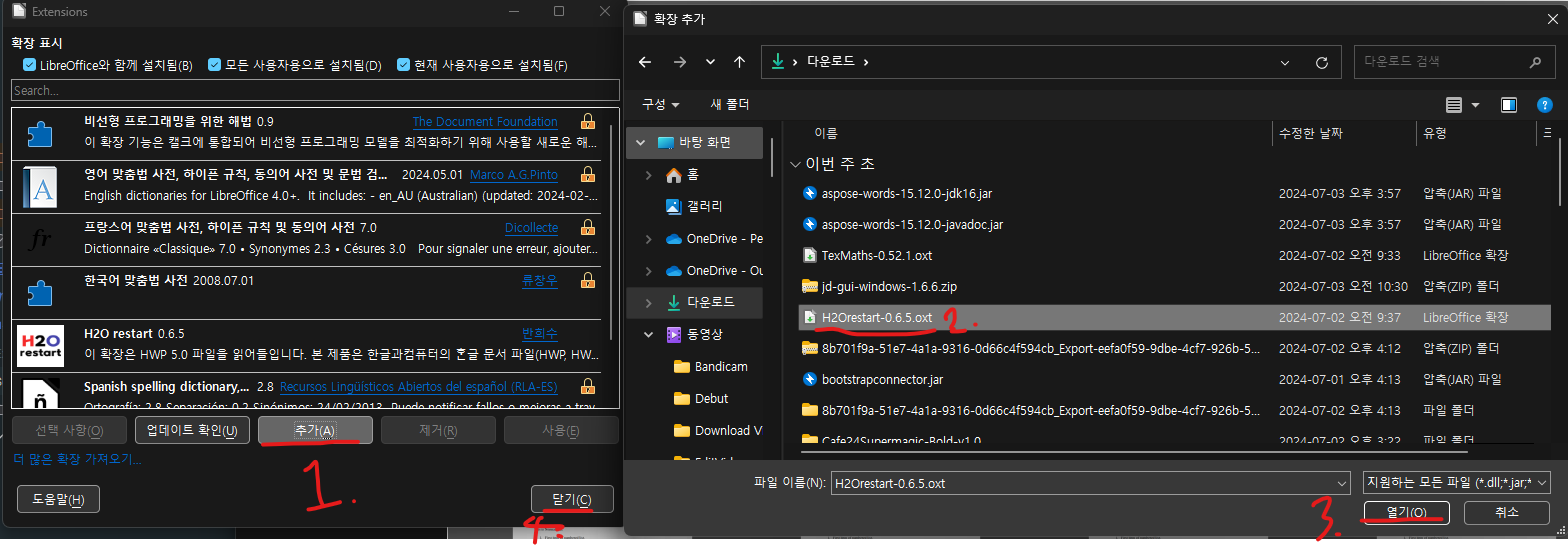 Extensions
확장 표시
LibreOffice와 함께 설치됨(B)
모든 사용자용으로 설치됨(D)
현재 사용자용으로 설치됨(F)
Search...
비선형 프로그래밍을 위한 해법 0.9
The Document Foundation
이 확장 기능은 캘크에 통합되어 비선형 프로그래밍 모델을 최적화하기 위해 사용할 새로운 해...
A
영어 맞춤법 사전, 하이픈 규칙, 동의어 사전 및 문법 검...
2024.05.01
Marco A.G.Pinto
English dictionaries for LibreOffice 4.0+. It includes: - en_AU (Australian) (updated: 2024-02-...
fr
프랑스어 맞춤법 사전, 하이픈 규칙 및 동의어 사전 7.0
Dicollecte
Dictionnaire «Classique» 7.0 • Synonymes 2.3 • Césures 3.0 Pour signaler une erreur, ajouter...
한국어 맞춤법 사전 2008.07.01
류창우
H2O
restart
H2O restart 0.6.5
반희수
이 확장은 HWP 5.0 파일을 읽어들입니다. 본 제품은 한글과컴퓨터의 혼글 문서 파일(HWP, HW...
ñ
Spanish spelling dictionary,... 2.8
Recursos Lingüísticos Abiertos del español (RLA-ES)
Ortografía: 2.8 Separación: 0.2 Sinónimos: 24/02/2013. Puede notificar fallos o mejoras a trav
선택 사항(O)
업데이트 확인(U)
추가(A)
제거(R)
사용(E)
더 많은 확장 가져오기...
1.
도움말(H)
닫기(C)
4.
확장 추가
다운로드
다운로드 검색
구성
새 폴더
바탕 화면
홈
갤러리
OneDrive - Pe
OneDrive - Ou
다운로드
동영상
Bandicam
Debut
Download V
EditVid
이름
수정한 날짜
유형
이번 주 초
aspose-words-15.12.0-jdk16.jar
2024-07-03 오후 3:57
압축(JAR) 파일
aspose-words-15.12.0-javadoc.jar
2024-07-03 오후 3:57
압축(JAR) 파일
TexMaths-0.52.1.oxt
2024-07-02 오전 9:33
LibreOffice 확장
jd-gui-windows-1.6.6.zip
2024-07-03 오전 10:30
압축(ZIP) 폴더
H2Orestart-0.6.5.oxt
2.
2024-07-02 오전 9:37
LibreOffice 확장
8b701f9a-51e7-4a1a-9316-0d66c4f594cb_Export-eefa0f59-9dbe-4cf7-926b-5...
2024-07-02 오후 4:12
압축(ZIP) 폴더
bootstrapconnector.jar
2024-07-01 오후 4:13
압축(JAR) 파일
8b701f9a-51e7-4a1a-9316-0d66c4f594cb_Export-eefa0f59-9dbe-4cf7-926b-5...
2024-07-02 오후 4:13
파일 폴더
Cafe24Supermagic-Bold-v1.0
2024-07-02 오후 3:22
파일 폴더
파일 이름(N):
H2Orestart-0.6.5.oxt
지원하는 모든 파일 (*.dll;*.jar;*
3.
열기(O)
취소